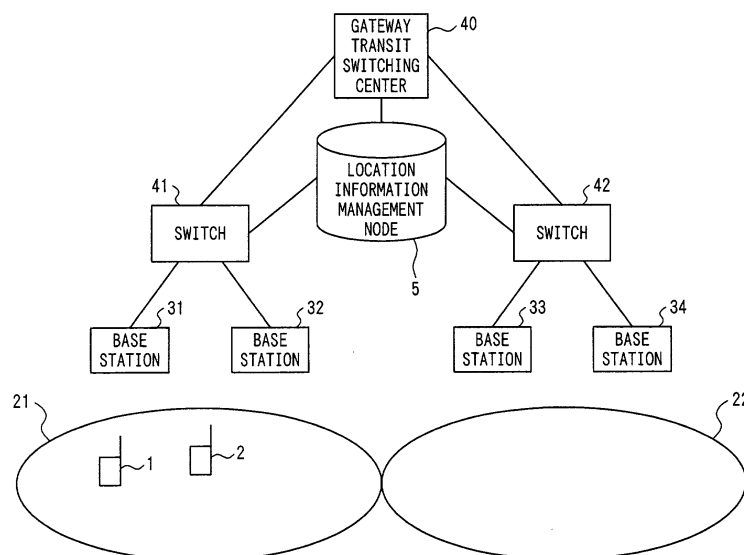 GATEWAY
TRANSIT
SWITCHING
CENTER
40
LOCATION
INFORMATION
MANAGEMENT
NODE
5
41
SWITCH
42
SWITCH
31
BASE
STATION
32
BASE
STATION
33
BASE
STATION
34
BASE
STATION
21
1
2
22